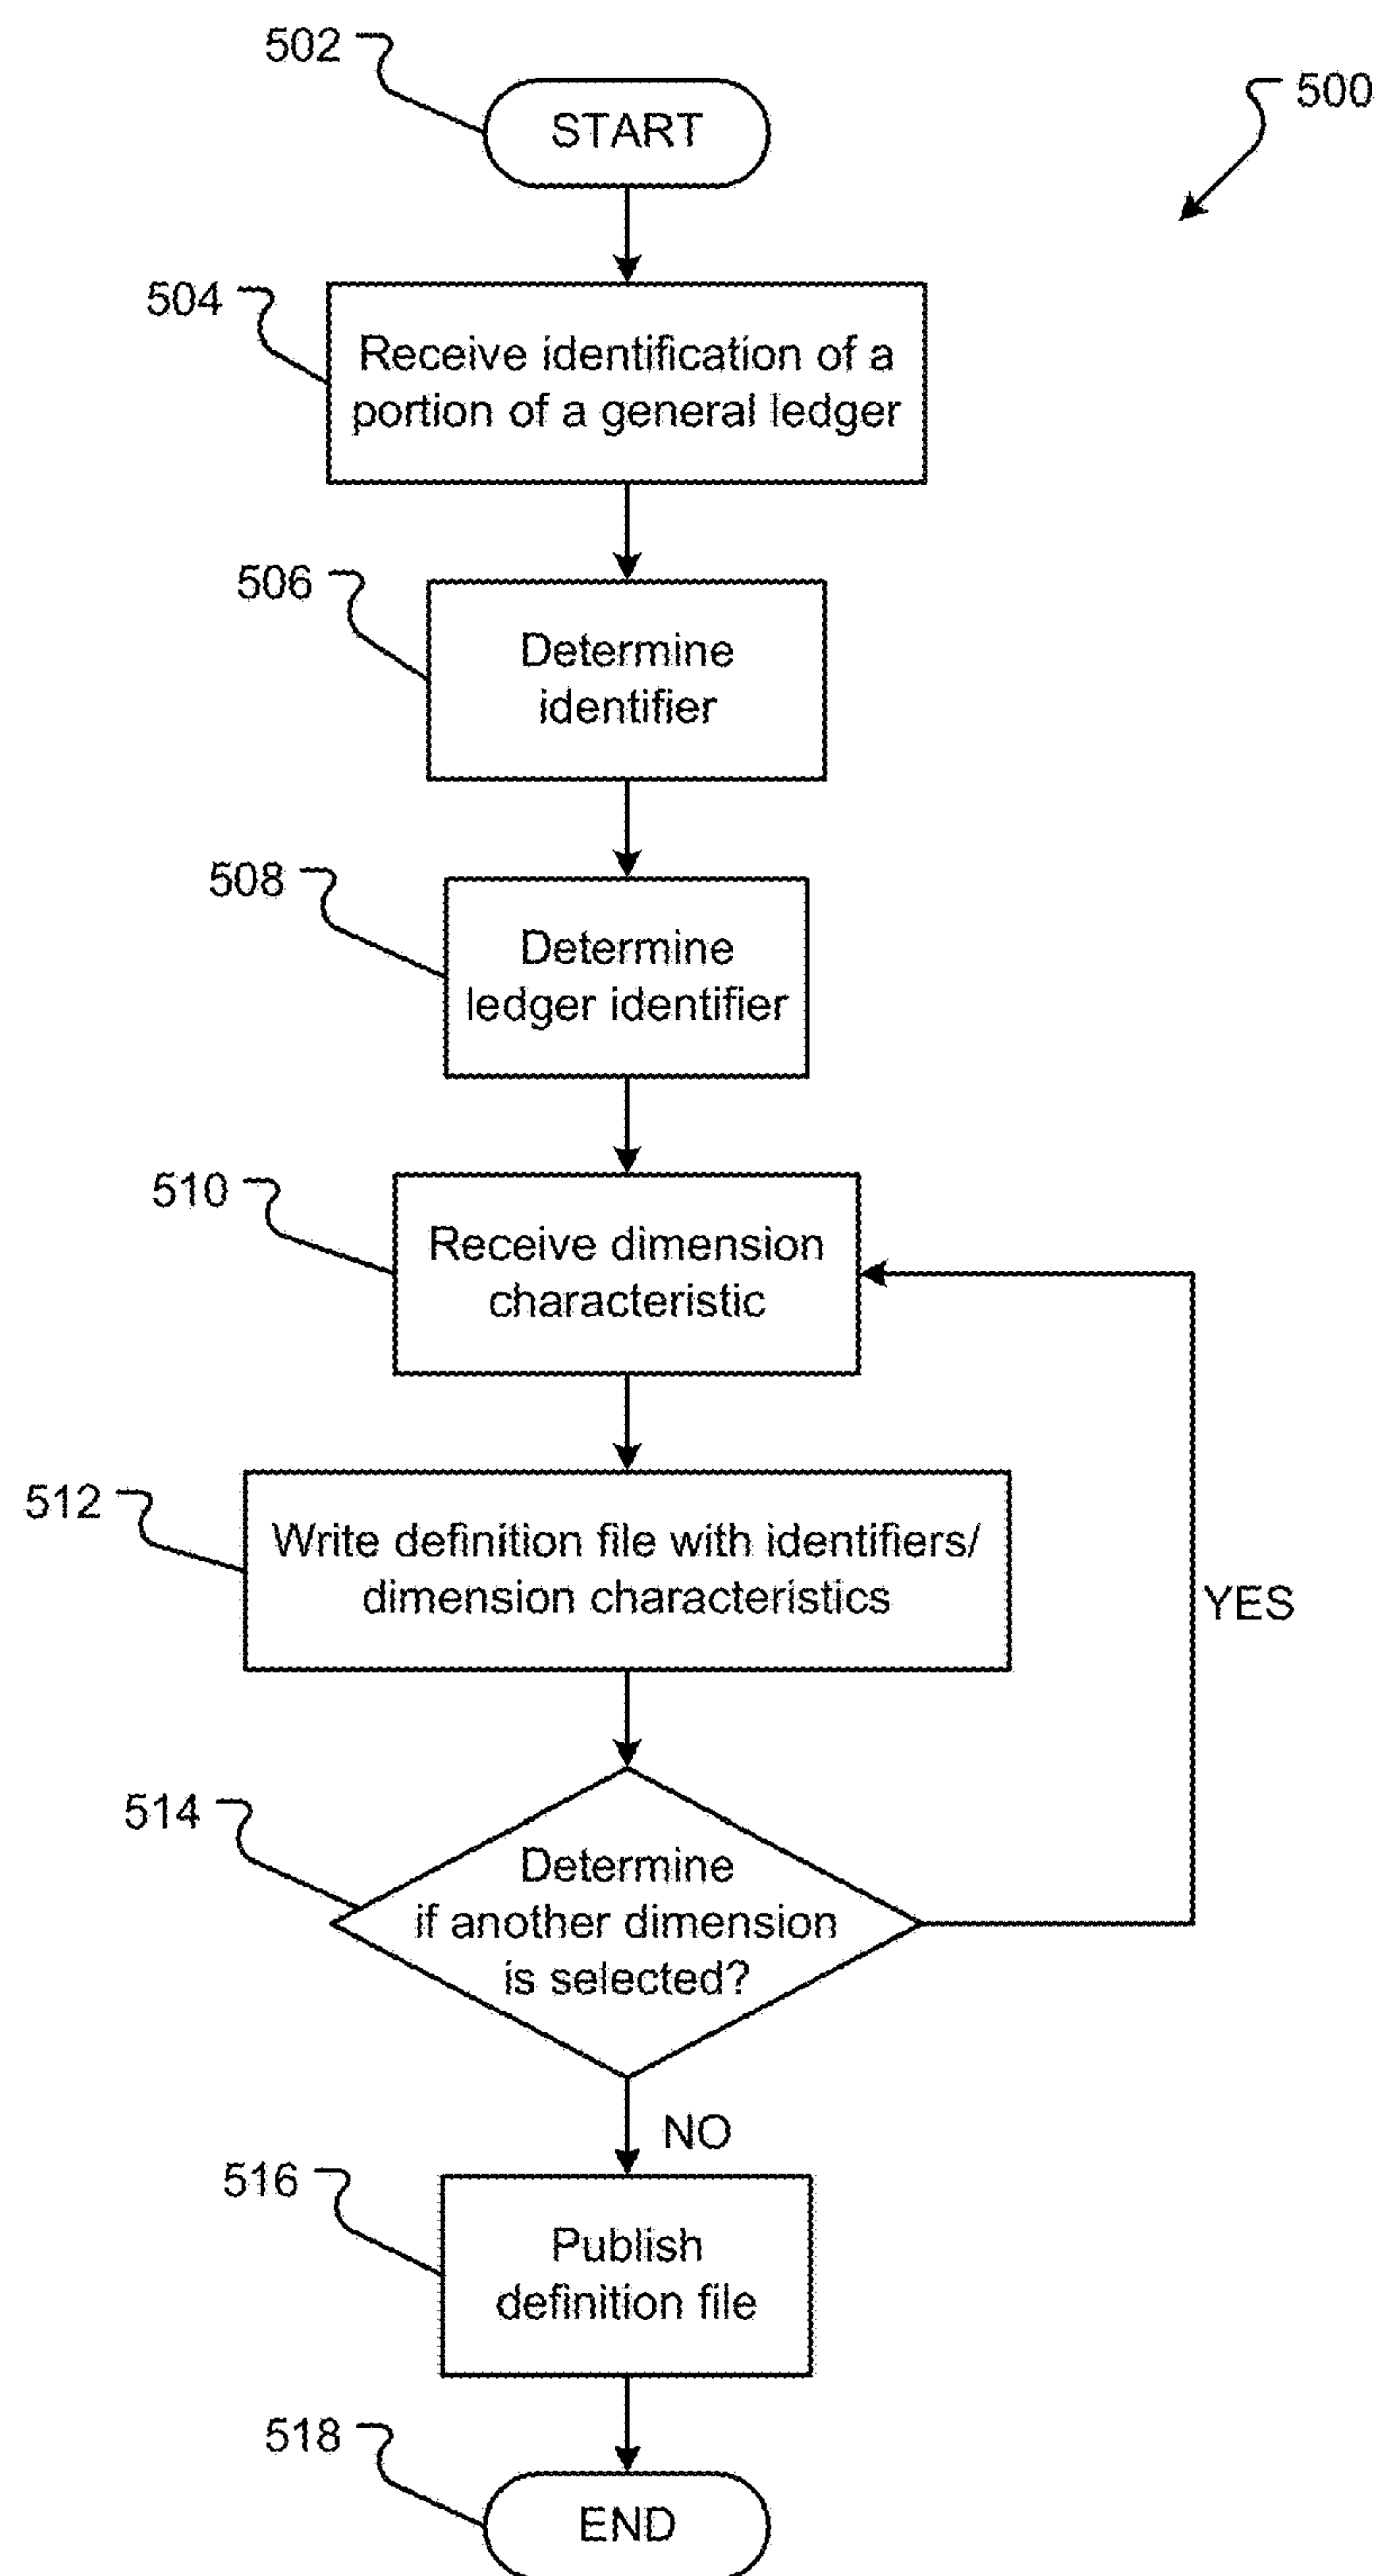 502
START
500
504
Receive identification of a
portion of a general ledger
506
Determine
identifier
508
Determine
ledger identifier
510
Receive dimension
characteristic
512
Write definition file with identifiers/
dimension characteristics
YES
514
Determine
if another dimension
is selected?
NO
516
Publish
definition file
518
END